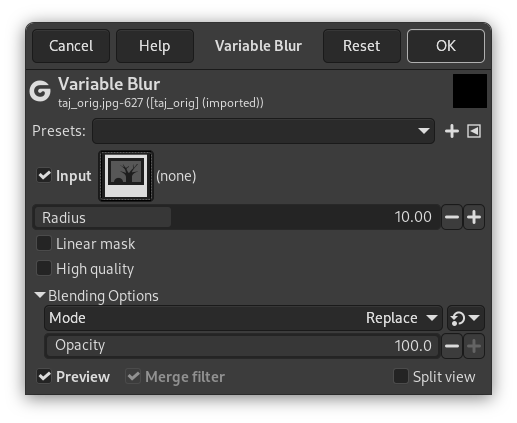 Cancel Help Variable Blur Reset OK
Variable Blur
taj_orig.jpg-627 ([taj_orig] (imported))
Presets:
Input (none)
Radius 10.00
Linear mask
High quality
Blending Options
Mode Replace
Opacity 100.0
Preview Merge filter Split view